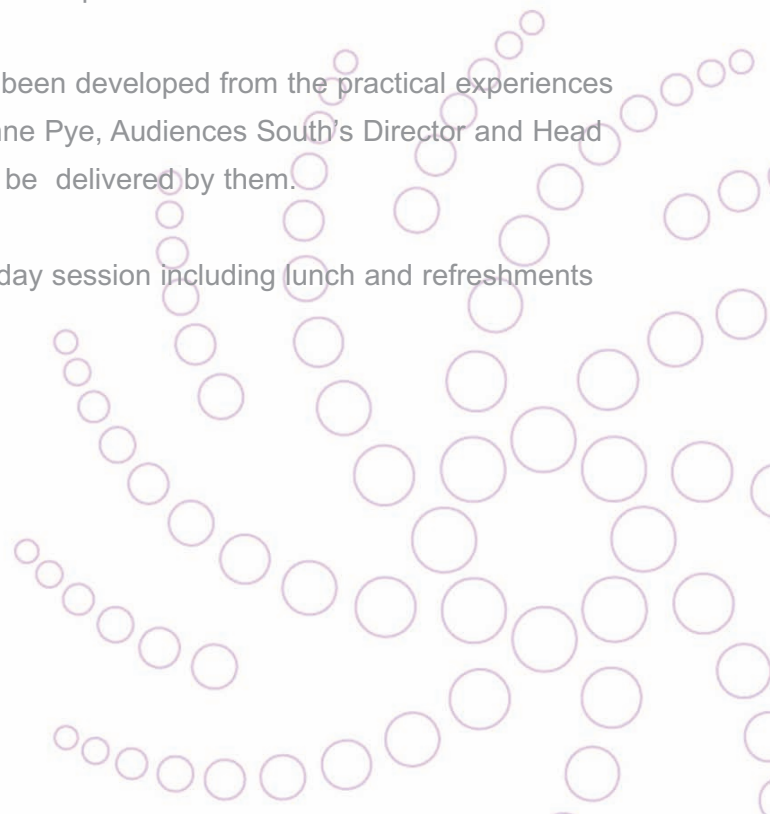 been developed from the practical experiences
nne Pye, Audiences South's Director and Head
be delivered by them.
day session including lunch and refreshments